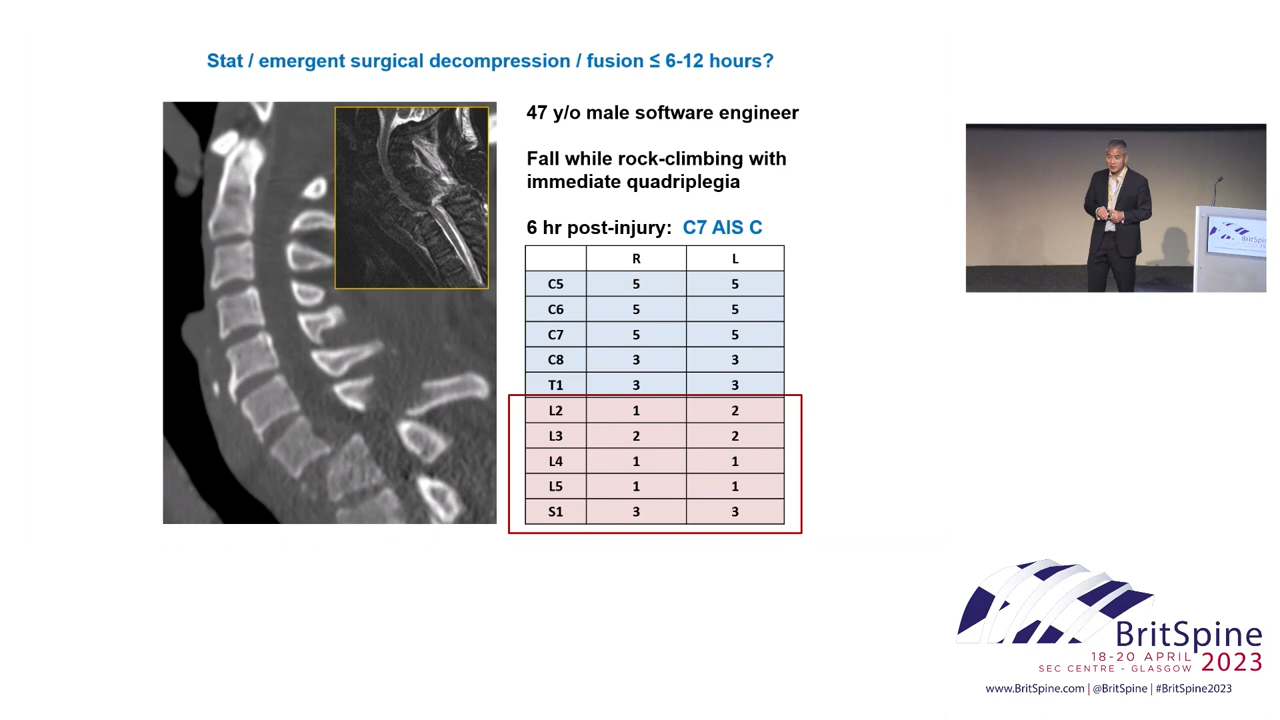 Stat / emergent surgical decompression / fusion ≤ 6-12 hours?
47 y/o male software engineer
Fall while rock-climbing with
immediate quadriplegia
6 hr post-injury: C7 AIS C
R L
C5 5 5
C6 5 5
C7 5 5
C8 3 3
T1 3 3
L2 1 2
L3 2 2
L4 1 1
L5 1 1
S1 3 3
BritSpine
BritSpine
18-20 APRIL 2023
SEC CENTRE - GLASGOW
www.BritSpine.com | @BritSpine | #BritSpine2023